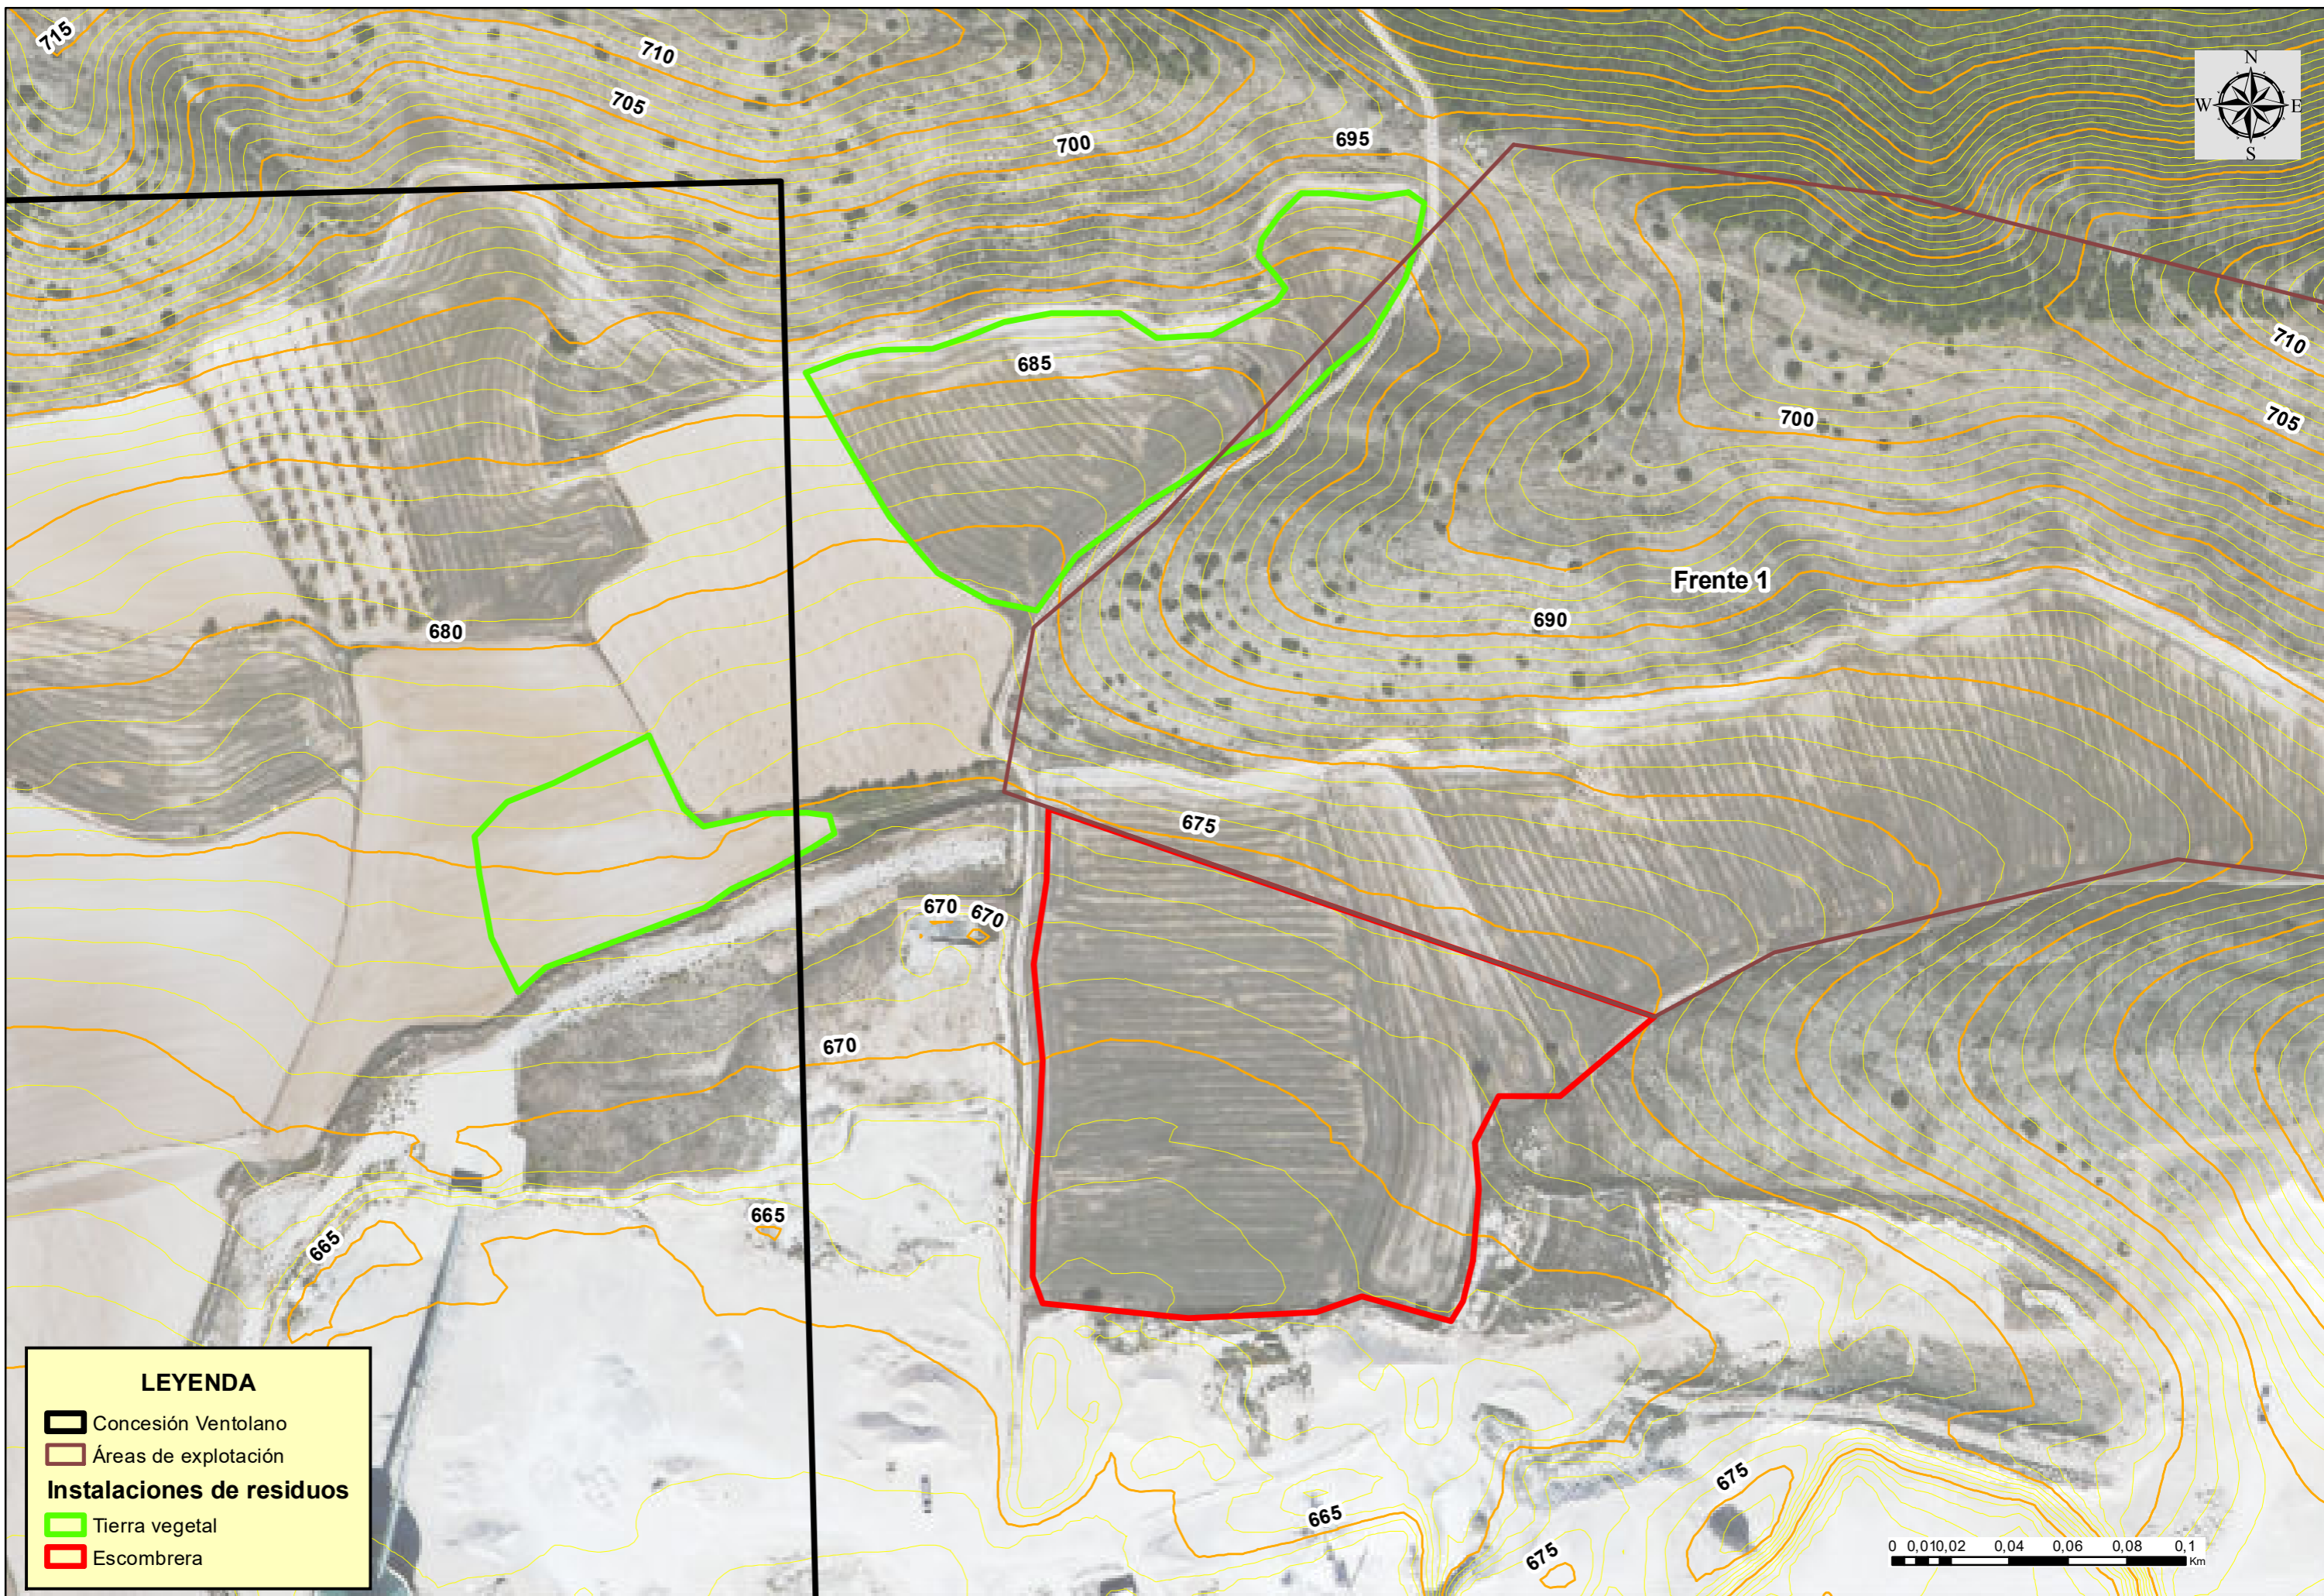 715
710
705
700
695
N
W
E
S
710
705
700
685
Frente 1
690
680
675
670
670
670
665
665
675
665
675
LEYENDA
Concesión Ventolano
Áreas de explotación
Instalaciones de residuos
Tierra vegetal
Escombrera
0 0,010,02 0,04 0,06 0,08 0,1
Km